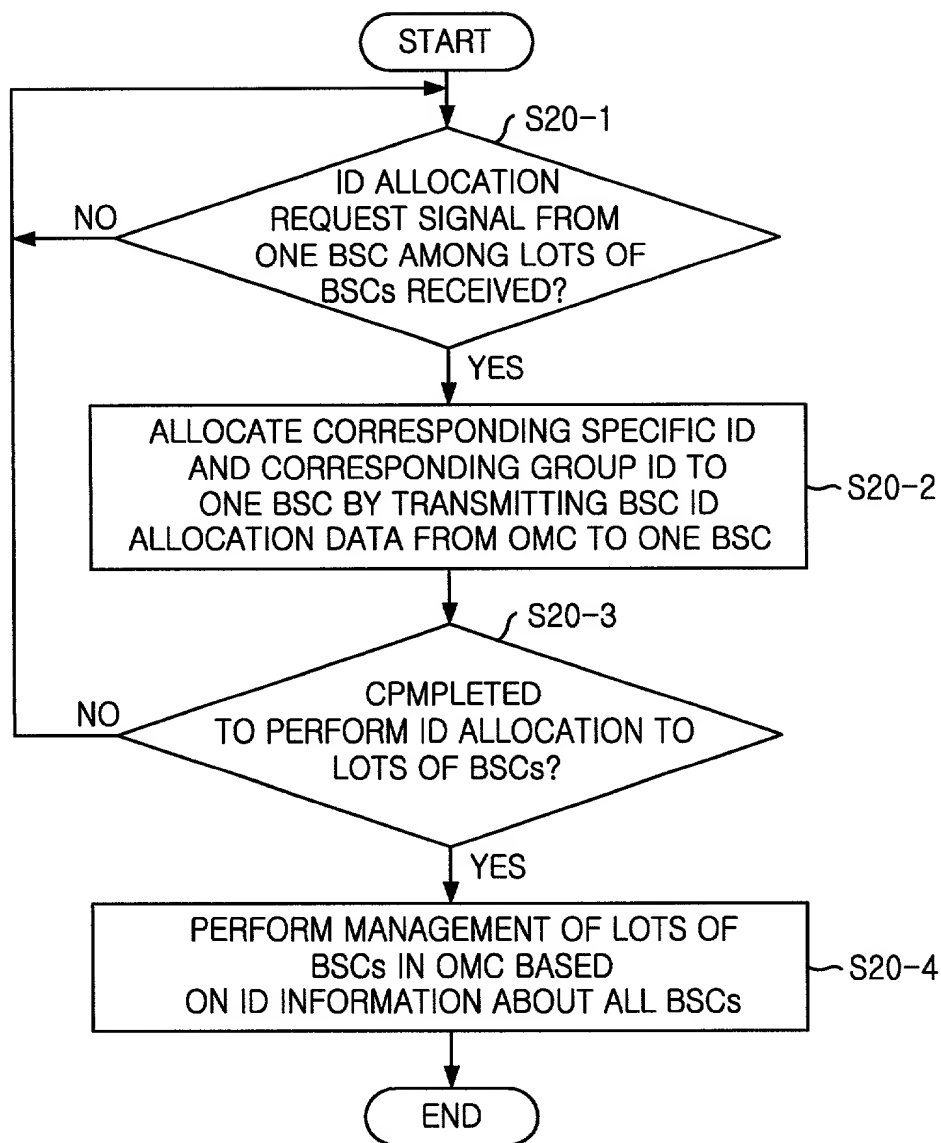 START
S20-1
ID ALLOCATION
REQUEST SIGNAL FROM
ONE BSC AMONG LOTS OF
BSCs RECEIVED?
NO
YES
ALLOCATE CORRESPONDING SPECIFIC ID
AND CORRESPONDING GROUP ID TO
ONE BSC BY TRANSMITTING BSC ID
ALLOCATION DATA FROM OMC TO ONE BSC
S20-2
S20-3
CPMPLETED
TO PERFORM ID ALLOCATION TO
LOTS OF BSCs?
NO
YES
PERFORM MANAGEMENT OF LOTS OF
BSCs IN OMC BASED
ON ID INFORMATION ABOUT ALL BSCs
S20-4
END